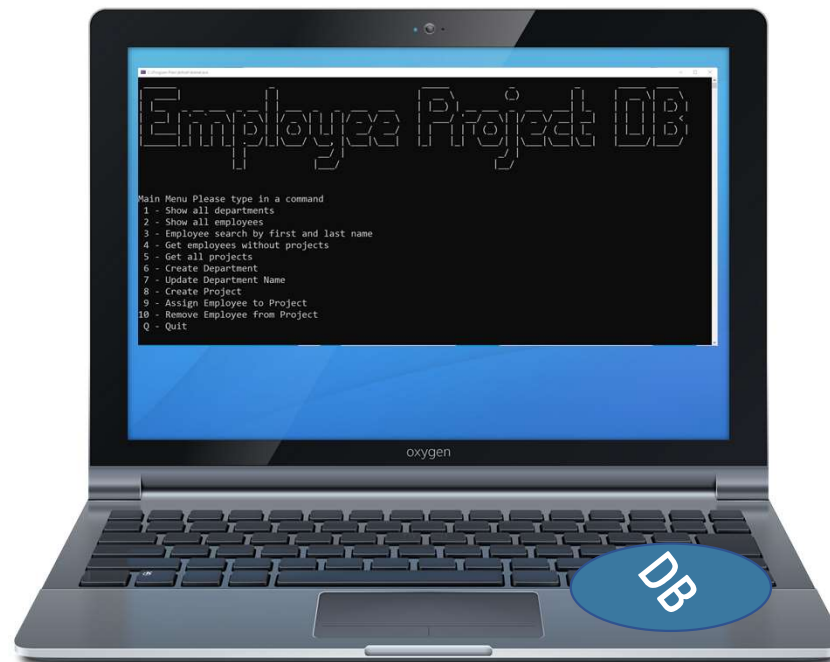 Employee Project DB
Main Menu Please type in a command
1 - Show all departments
2 - Show all employees
3 - Employee search by first and last name
4 - Get employees without projects
5 - Get all projects
6 - Create Department
7 - Update Department Name
8 - Create Project
9 - Assign Employee to Project
10 - Remove Employee from Project
Q - Quit
oxygen
DB